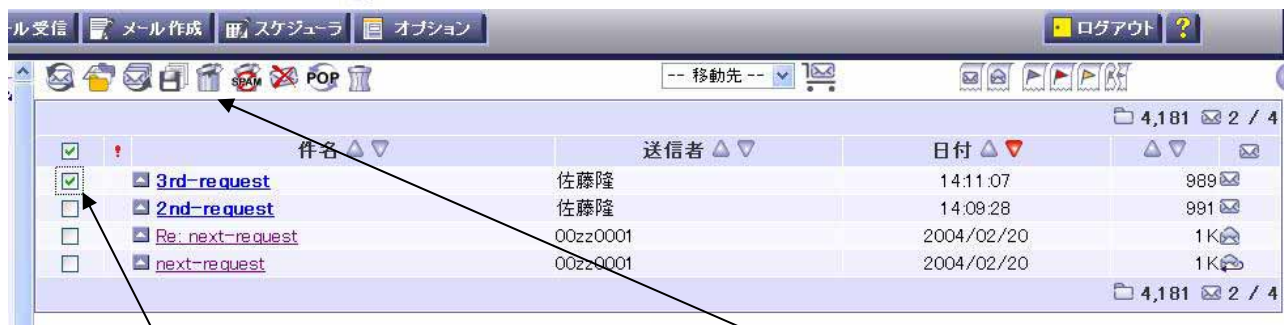 ール受信 メール作成 スケジューラ オプション ログアウト ?
SPAM POP -- 移動先 --
4,181 2 / 4
! 件名 送信者 日付
3rd-request 佐藤隆 14:11:07 989
2nd-request 佐藤隆 14:09:28 991
Re: next-request 00zz0001 2004/02/20 1K
next-request 00zz0001 2004/02/20 1K
4,181 2 / 4